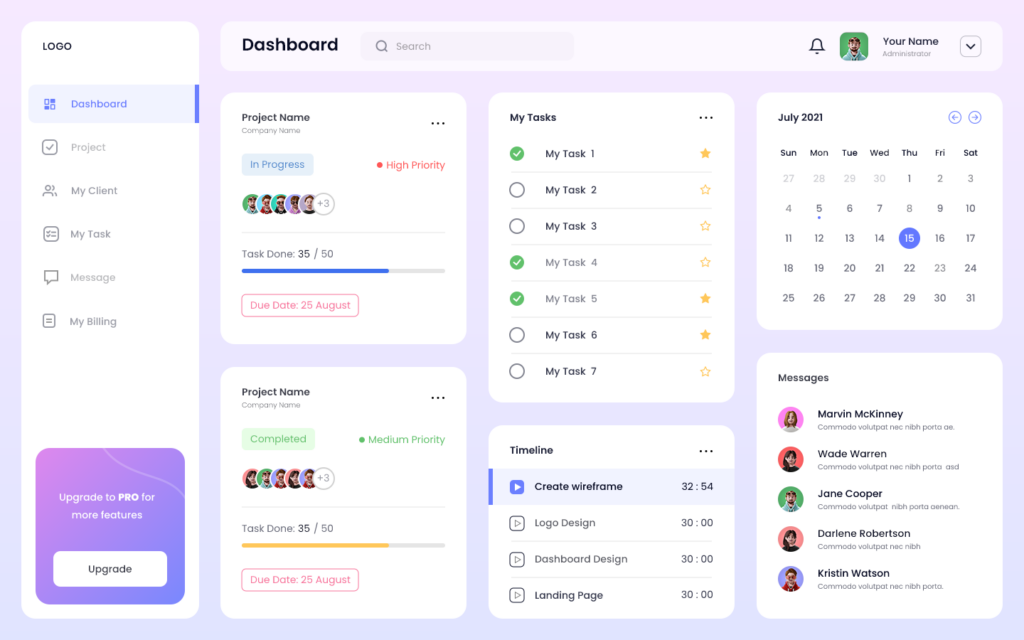 LOGO
Dashboard
Project
My Client
My Task
Message
My Billing
Upgrade to PRO for
more features
Upgrade
Dashboard
Search
Your Name
Administrator
Project Name
Company Name
In Progress
High Priority
+3
Task Done: 35 / 50
Due Date: 25 August
Project Name
Company Name
Completed
Medium Priority
+3
Task Done: 35 / 50
Due Date: 25 August
My Tasks
My Task 1
My Task 2
My Task 3
My Task 4
My Task 5
My Task 6
My Task 7
Timeline
Create wireframe 32 : 54
Logo Design 30 : 00
Dashboard Design 30 : 00
Landing Page 30 : 00
July 2021
Sun Mon Tue Wed Thu Fri Sat
27 28 29 30 1 2 3
4 5 6 7 8 9 10
11 12 13 14 15 16 17
18 19 20 21 22 23 24
25 26 27 28 29 30 31
Messages
Marvin McKinney
Commodo volutpat nec nibh porta ae.
Wade Warren
Commodo volutpat nec nibh porta asd
Jane Cooper
Commodo volutpat nibh porta aenean.
Darlene Robertson
Commodo volutpat nec nibh
Kristin Watson
Commodo volutpat nec nibh porta.